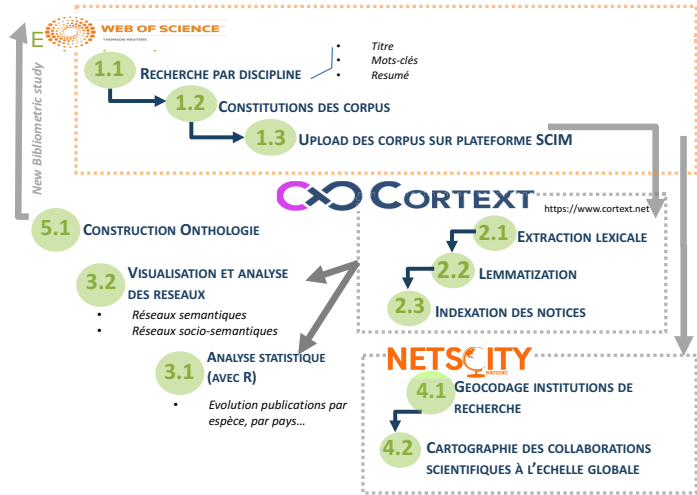 E
WEB OF SCIENCE™
THOMSON REUTERS
1.1 RECHERCHE PAR DISCIPLINE
• Titre
• Mots-clés
• Resumé
1.2 CONSTITUTIONS DES CORPUS
1.3 UPLOAD DES CORPUS SUR PLATEFORME SCIM
New Bibliometric study
CORTEXT
https://www.cortext.net
5.1 CONSTRUCTION ONTHOLOGIE
2.1 EXTRACTION LEXICALE
2.2 LEMMATIZATION
2.3 INDEXATION DES NOTICES
3.2 VISUALISATION ET ANALYSE
DES RESEAUX
• Réseaux semantiques
• Réseaux socio-semantiques
3.1 ANALYSE STATISTIQUE
(AVEC R)
• Evolution publications par
espèce, par pays...
NETSCITY
4.1 GEOCODAGE INSTITUTIONS DE
RECHERCHE
4.2 CARTOGRAPHIE DES COLLABORATIONS
SCIENTIFIQUES À L'ECHELLE GLOBALE